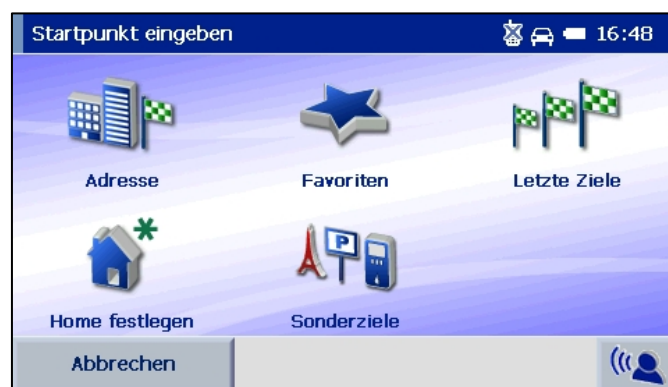 Startpunkt eingeben 16:48
Adresse Favoriten Letzte Ziele
P
Home festlegen Sonderziele
Abbrechen